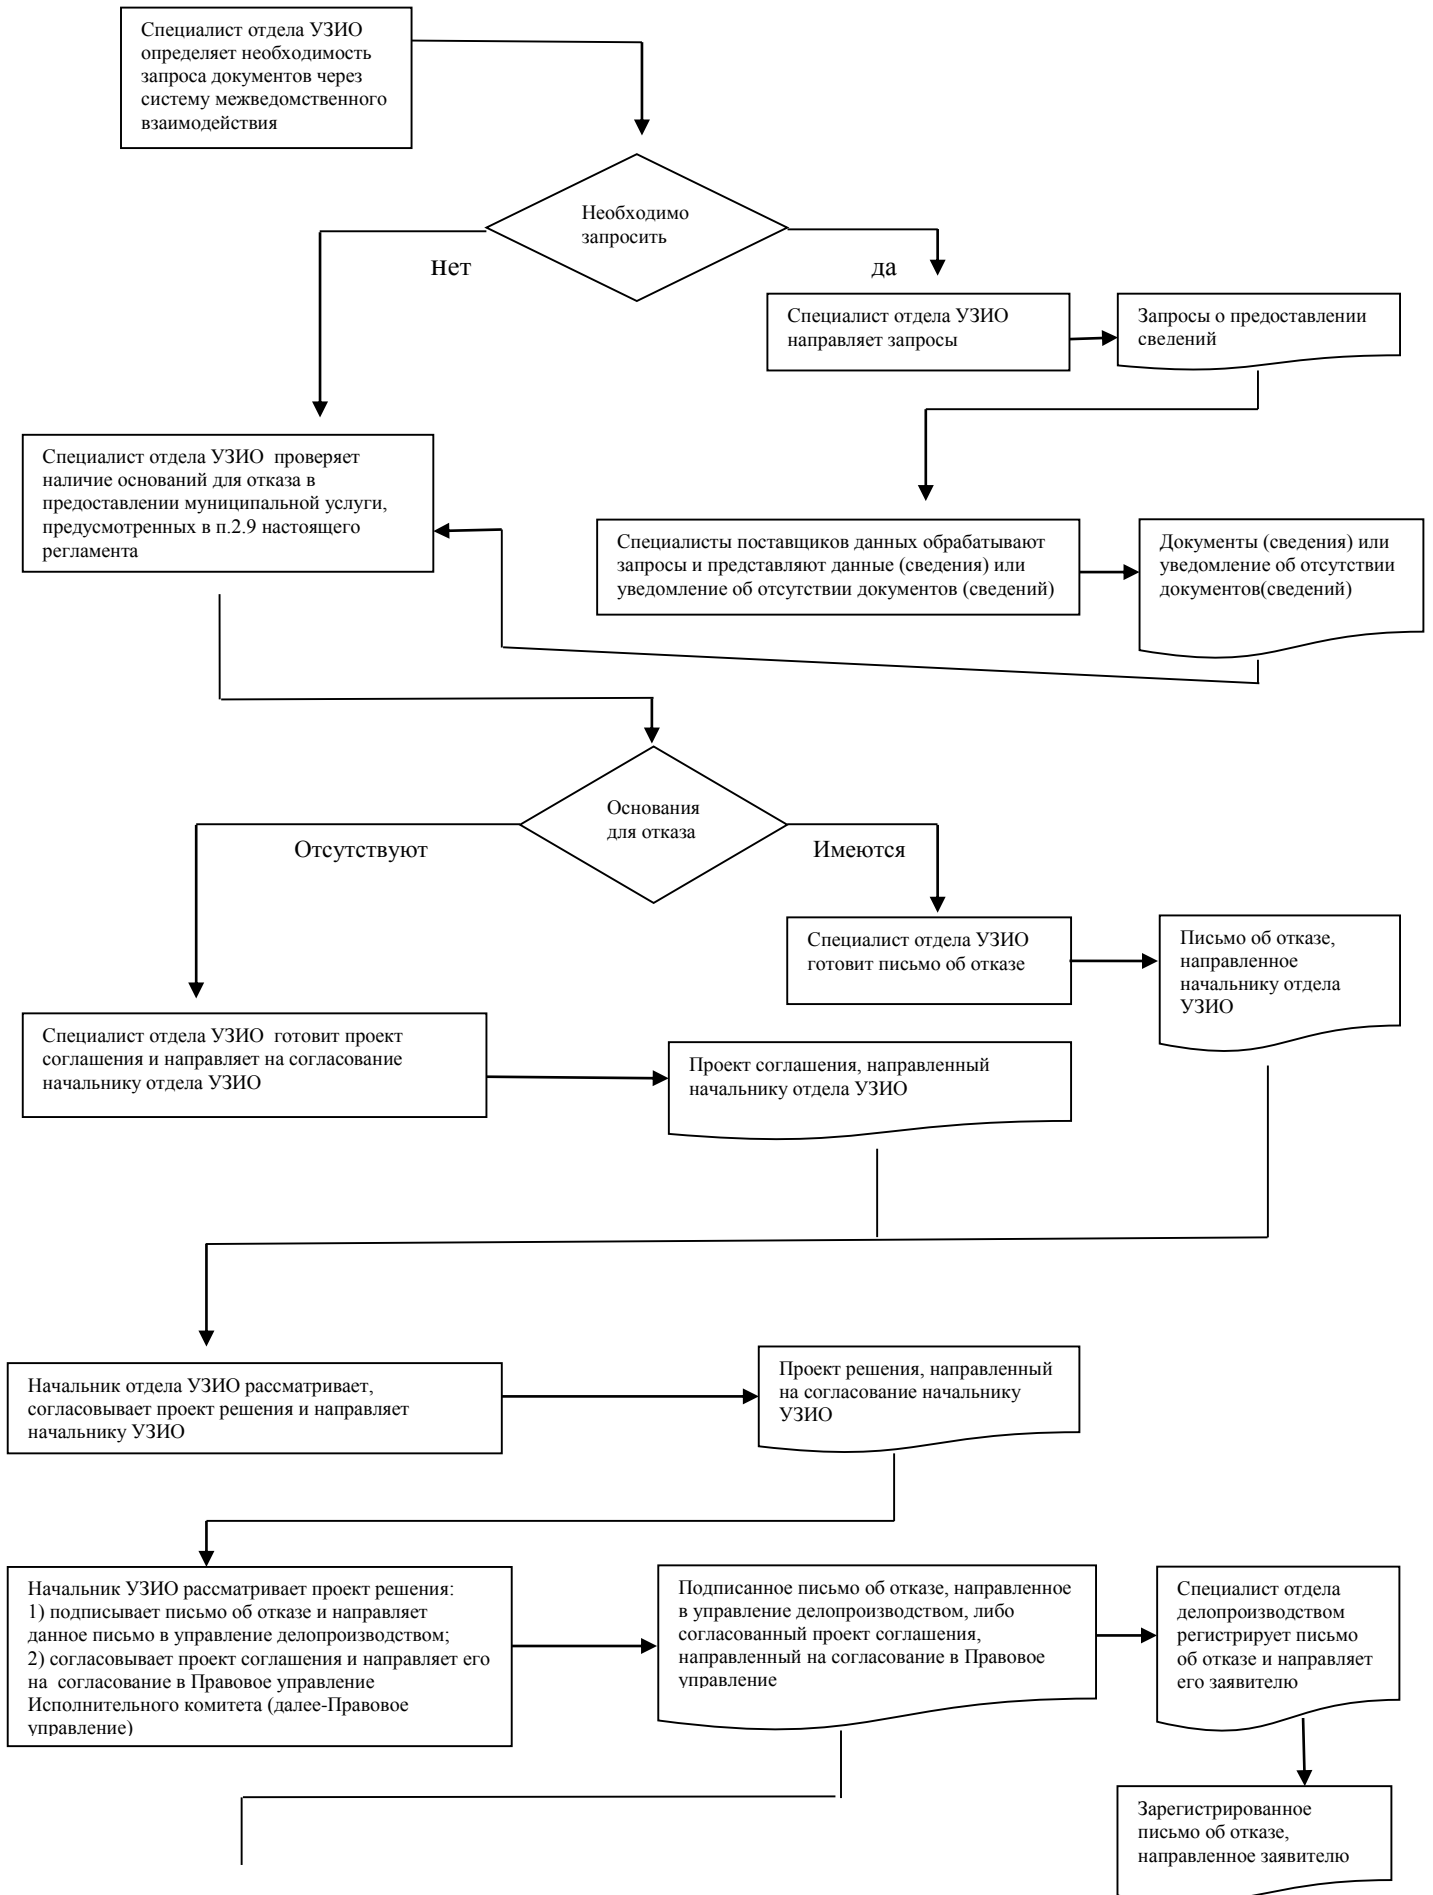 Специалист отдела УЗИО
определяет необходимость
запроса документов через
систему межведомственного
взаимодействия
Необходимо
запросить
нет
да
Специалист отдела УЗИО
направляет запросы
Запросы о предоставлении
сведений
Специалист отдела УЗИО  проверяет
наличие оснований для отказа в
предоставлении муниципальной услуги,
предусмотренных в п.2.9 настоящего
регламента
Специалисты поставщиков данных обрабатывают
запросы и представляют данные (сведения) или
уведомление об отсутствии документов (сведений)
Документы (сведения) или
уведомление об отсутствии
документов(сведений)
Основания
для отказа
Отсутствуют
Имеются
Специалист отдела УЗИО
готовит письмо об отказе
Письмо об отказе,
направленное
начальнику отдела
УЗИО
Специалист отдела УЗИО  готовит проект
соглашения и направляет на согласование
начальнику отдела УЗИО
Проект соглашения, направленный
начальнику отдела УЗИО
Начальник отдела УЗИО рассматривает,
согласовывает проект решения и направляет
начальнику УЗИО
Проект решения, направленный
на согласование начальнику
УЗИО
Начальник УЗИО рассматривает проект решения:
1) подписывает письмо об отказе и направляет
данное письмо в управление делопроизводством;
2) согласовывает проект соглашения и направляет его
на  согласование в Правовое управление
Исполнительного комитета (далее-Правовое
управление)
Подписанное письмо об отказе, направленное
в управление делопроизводством, либо
согласованный проект соглашения,
направленный на согласование в Правовое
управление
Специалист отдела
делопроизводством
регистрирует письмо
об отказе и направляет
его заявителю
Зарегистрированное
письмо об отказе,
направленное заявителю